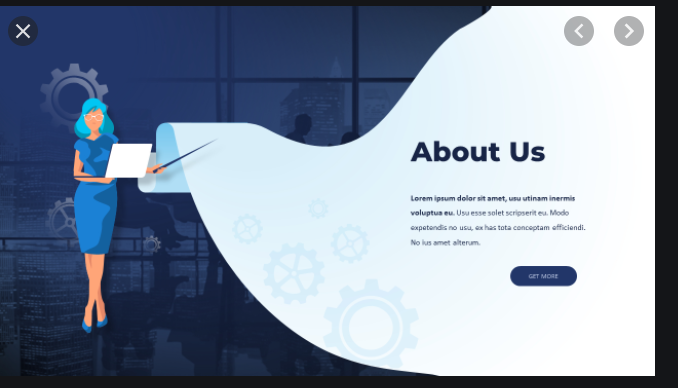 About Us
Lorem ipsum dolor sit amet, usu utinam inermis
voluptua eu. Usu esse solet scripserit eu. Modo
expetendis no usu, ex has tota conceptam efficiendi.
No ius amet alterum.
GET MORE